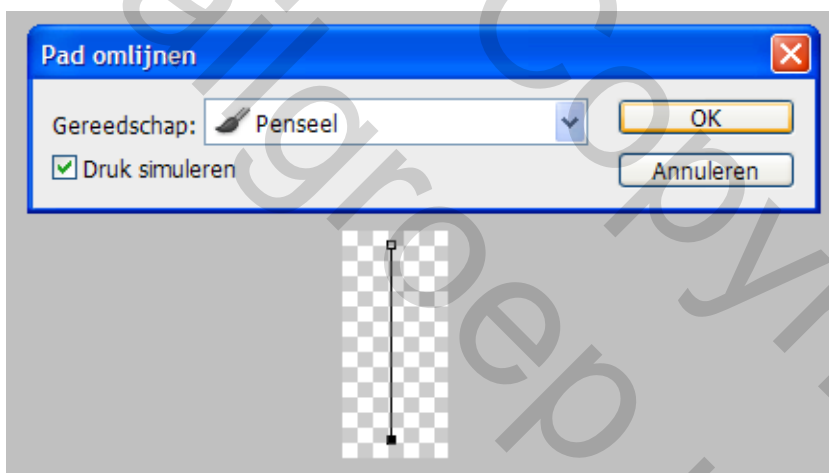 Pad omlijnen
Gereedschap: Penseel
OK
Druk simuleren
Annuleren